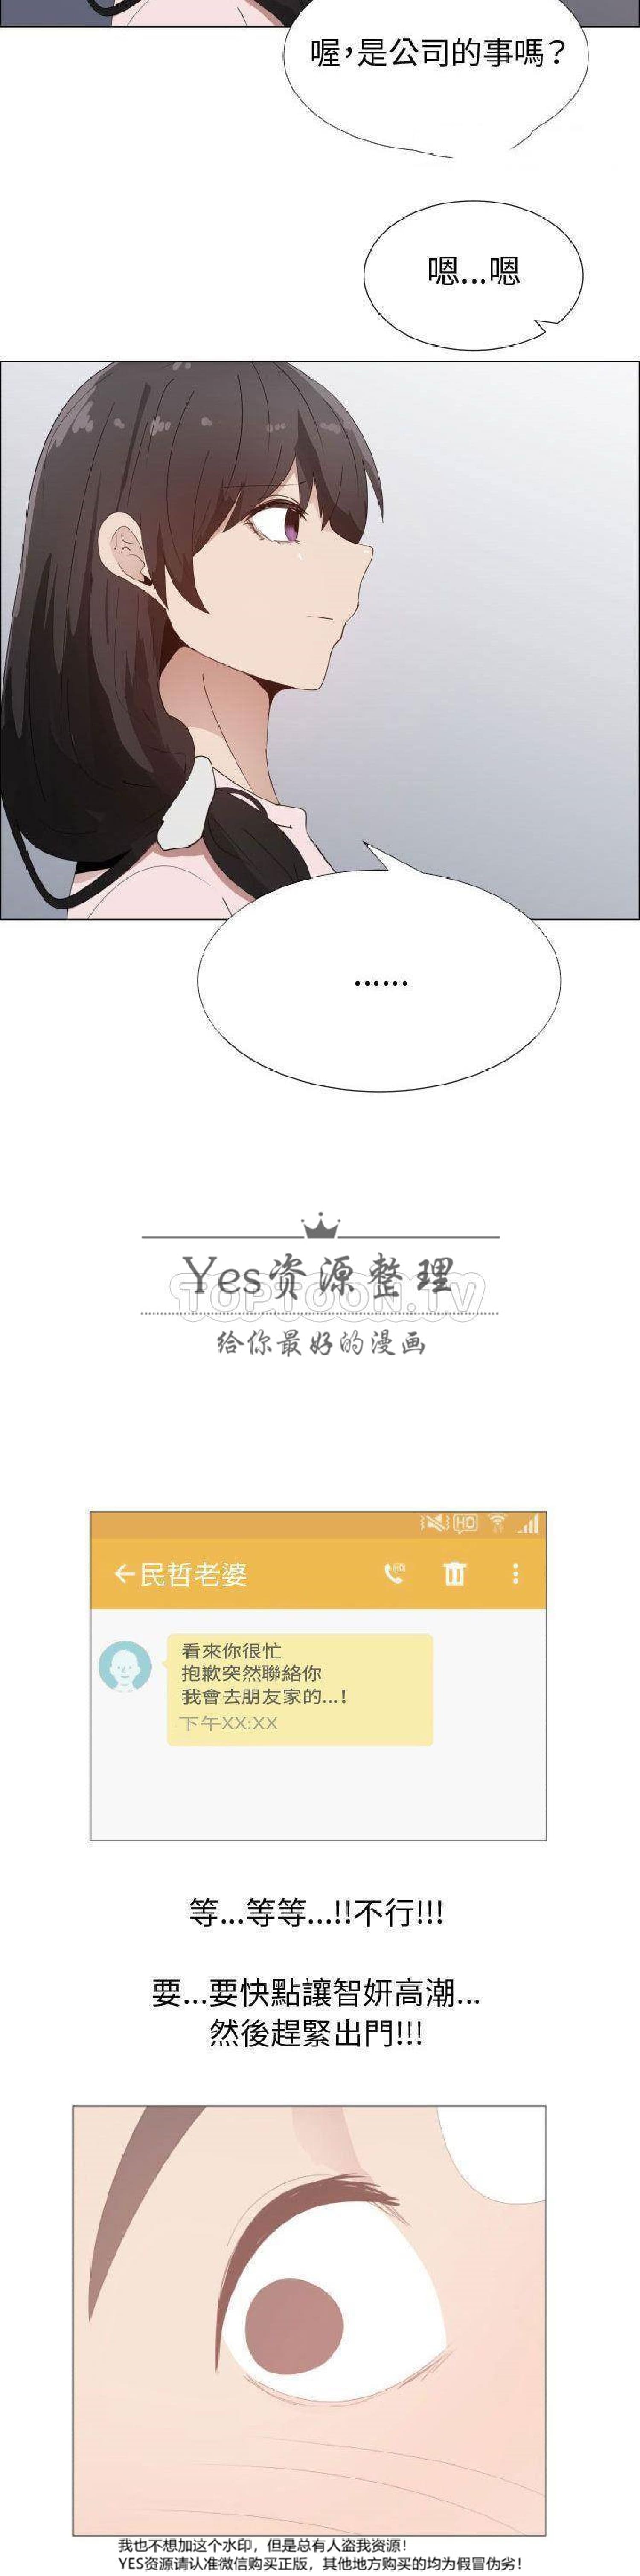 喔，是公司的事嗎？
嗯...嗯
......
Yes资源整理
TOPTOON.TV
给你最好的漫画
HD
民哲老婆
看來你很忙
抱歉突然聯絡你
我會去朋友家的...！
下午XX:XX
等...等等...!!不行!!!
要...要快點讓智妍高潮...
然後趕緊出門!!!
我也不想加这个水印，但是总有人盗我资源！
YES资源请认准微信购买正版，其他地方购买的均为假冒伪劣！